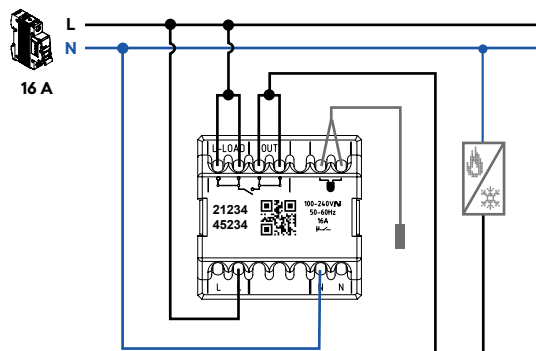 L
N
16 A
L-LOAD OUT
21234
45234
100-240V~
50-60Hz
16A
μ
L L N N